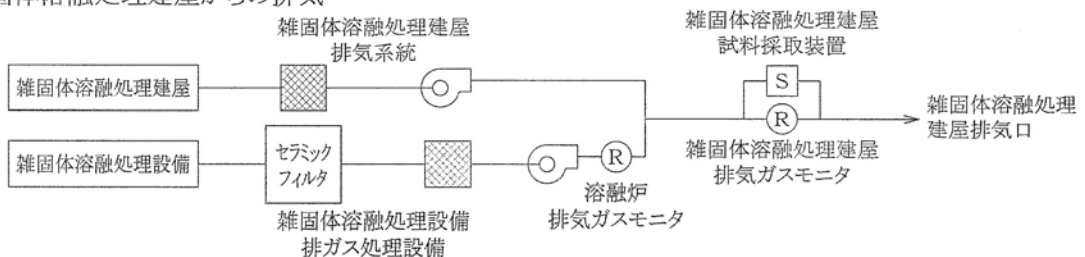 雑固体溶融処理建屋
排気系統
雑固体溶融処理建屋
試料採取装置
雑固体溶融処理建屋
S
雑固体溶融処理
建屋排気口
R
雑固体溶融処理設備
セラミック
フィルタ
R
雑固体溶融処理建屋
排気ガスモニタ
溶融炉
排気ガスモニタ
雑固体溶融処理設備
排ガス処理設備